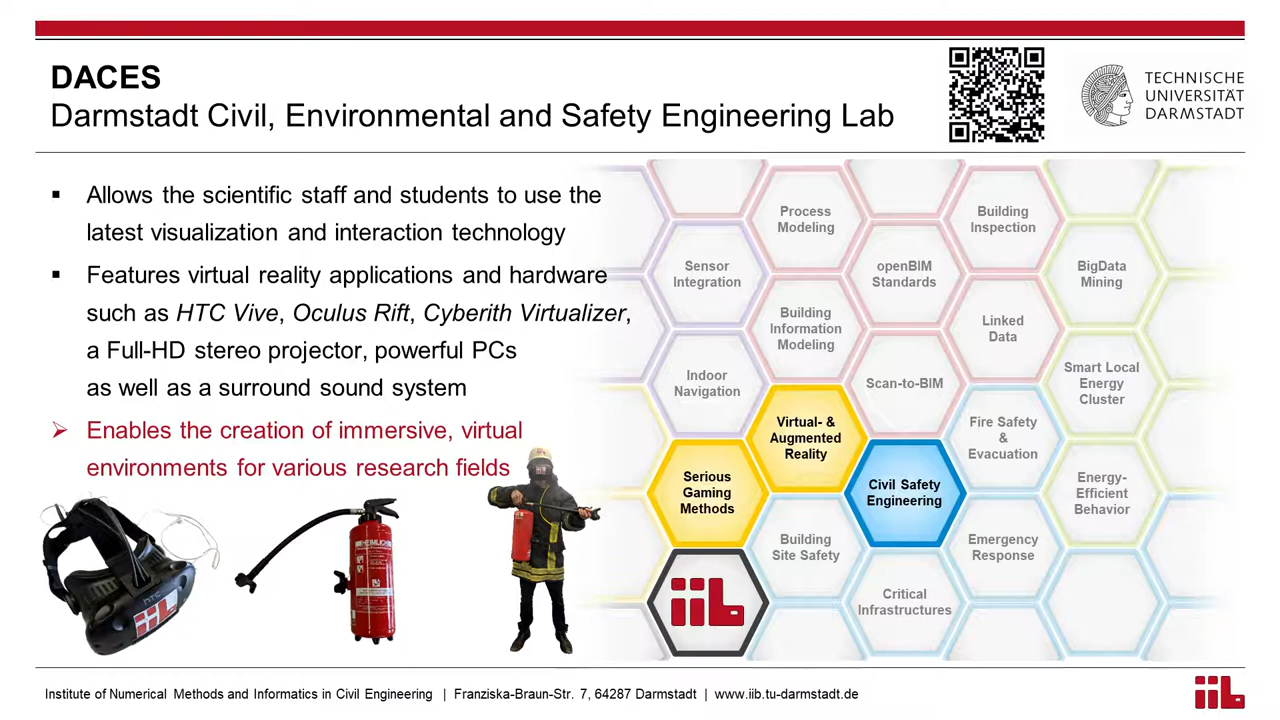 DACES
Darmstadt Civil, Environmental and Safety Engineering Lab
TECHNISCHE
UNIVERSITÄT
DARMSTADT
Allows the scientific staff and students to use the
latest visualization and interaction technology
Features virtual reality applications and hardware
such as HTC Vive, Oculus Rift, Cyberith Virtualizer,
a Full-HD stereo projector, powerful PCs
as well as a surround sound system
Enables the creation of immersive, virtual
environments for various research fields
Process
Modeling
Building
Inspection
Sensor
Integration
openBIM
Standards
BigData
Mining
Building
Information
Modeling
Linked
Data
Indoor
Navigation
Scan-to-BIM
Smart Local
Energy
Cluster
Virtual- &
Augmented
Reality
Fire Safety
&
Evacuation
Serious
Gaming
Methods
Civil Safety
Engineering
Energy-
Efficient
Behavior
Building
Site Safety
Emergency
Response
iib
Critical
Infrastructures
hTC
iib
Institute of Numerical Methods and Informatics in Civil Engineering | Franziska-Braun-Str. 7, 64287 Darmstadt | www.iib.tu-darmstadt.de
iib